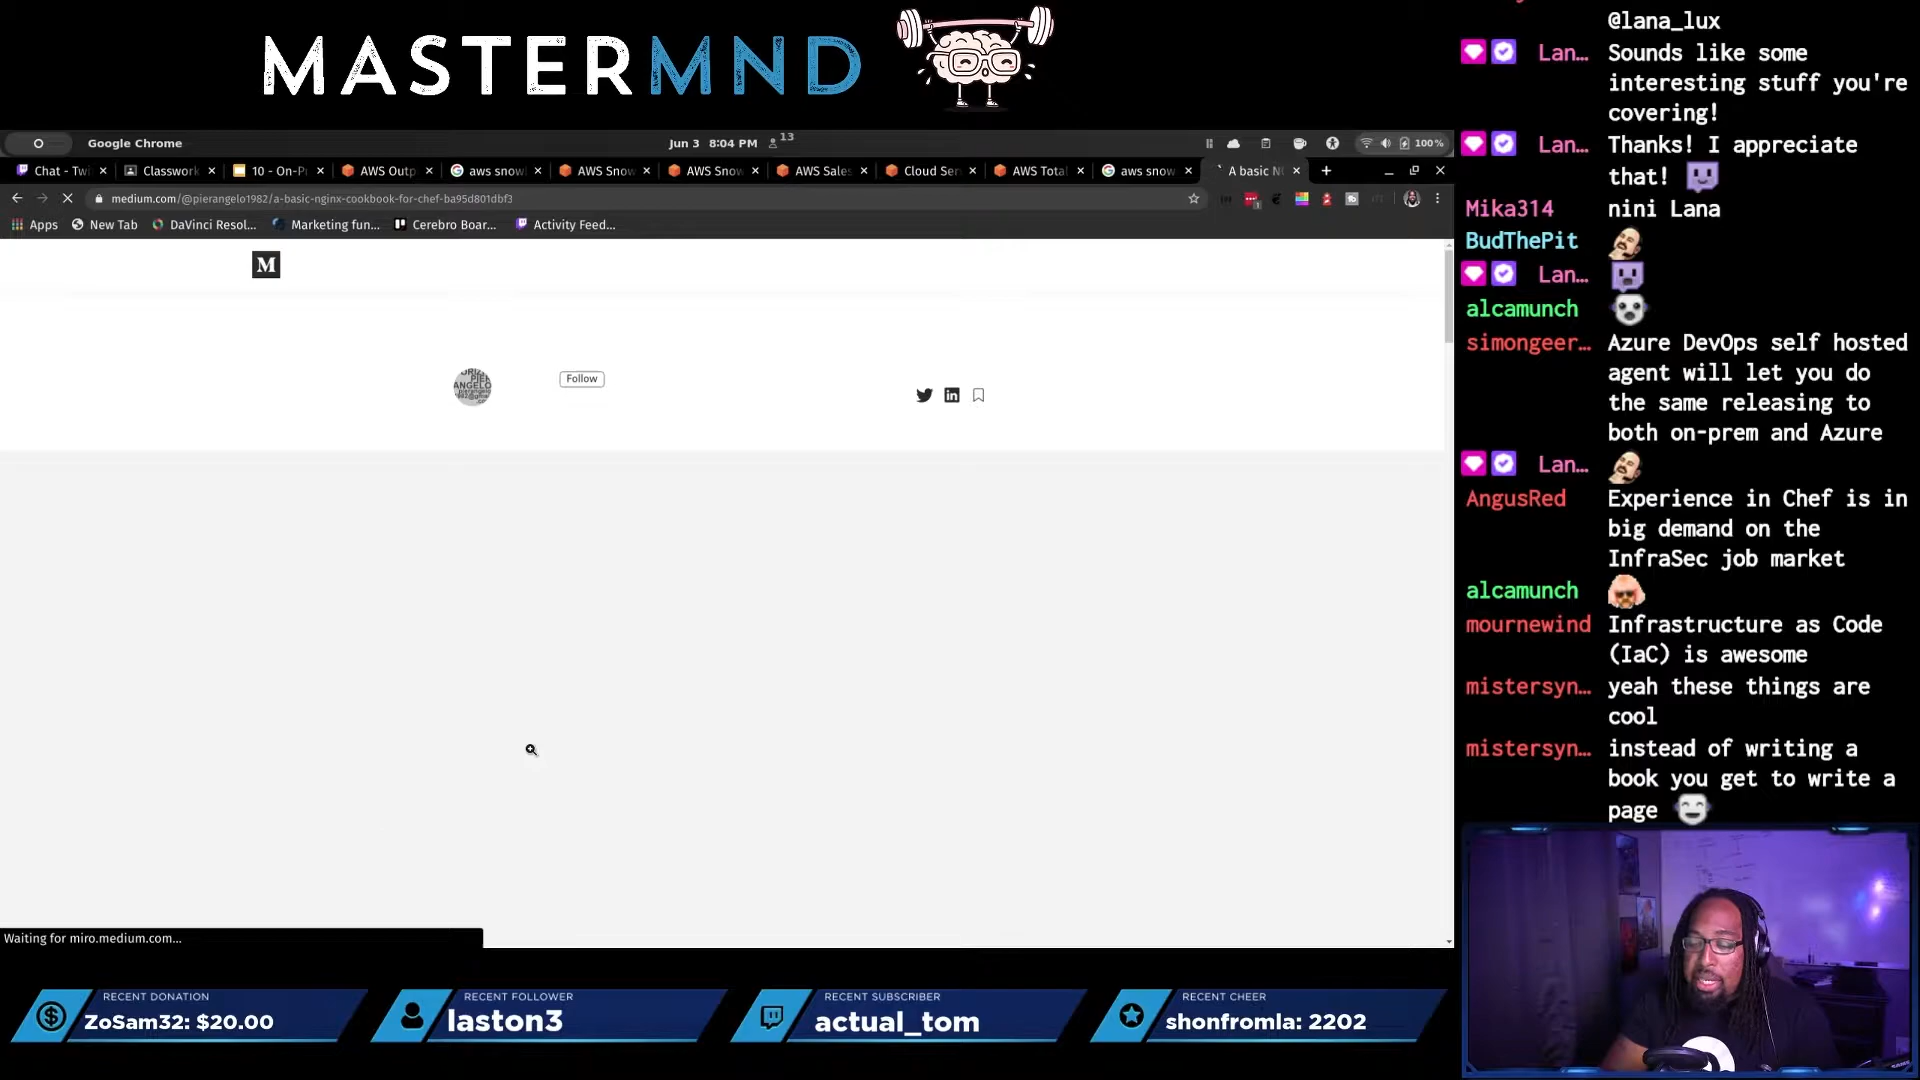 MASTERMND
Google Chrome
Jun 3 8:04 PM
13
100%
Chat - Twi
Classwork
10 - On-P
AWS Outp
aws snow
AWS Snow
AWS Snow
AWS Sales
Cloud Ser
AWS Total
aws snow
A basic N
medium.com/@pierangelo1982/a-basic-nginx-cookbook-for-chef-ba95d801dbf3
Apps
New Tab
DaVinci Resol...
Marketing fun...
Cerebro Boar...
Activity Feed...
M
PIER
ANGELO
Follow
Waiting for miro.medium.com...
@lana_lux
Lan… Sounds like some
interesting stuff you're
covering!
Lan… Thanks! I appreciate
that!
Mika314 nini Lana
BudThePit
Lan…
alcamunch
simongeer… Azure DevOps self hosted
agent will let you do
the same releasing to
both on-prem and Azure
Lan…
AngusRed Experience in Chef is in
big demand on the
InfraSec job market
alcamunch
mournewind Infrastructure as Code
(IaC) is awesome
mistersyn… yeah these things are
cool
mistersyn… instead of writing a
book you get to write a
page
RECENT DONATION
ZoSam32: $20.00
RECENT FOLLOWER
laston3
RECENT SUBSCRIBER
actual_tom
RECENT CHEER
shonfromla: 2202